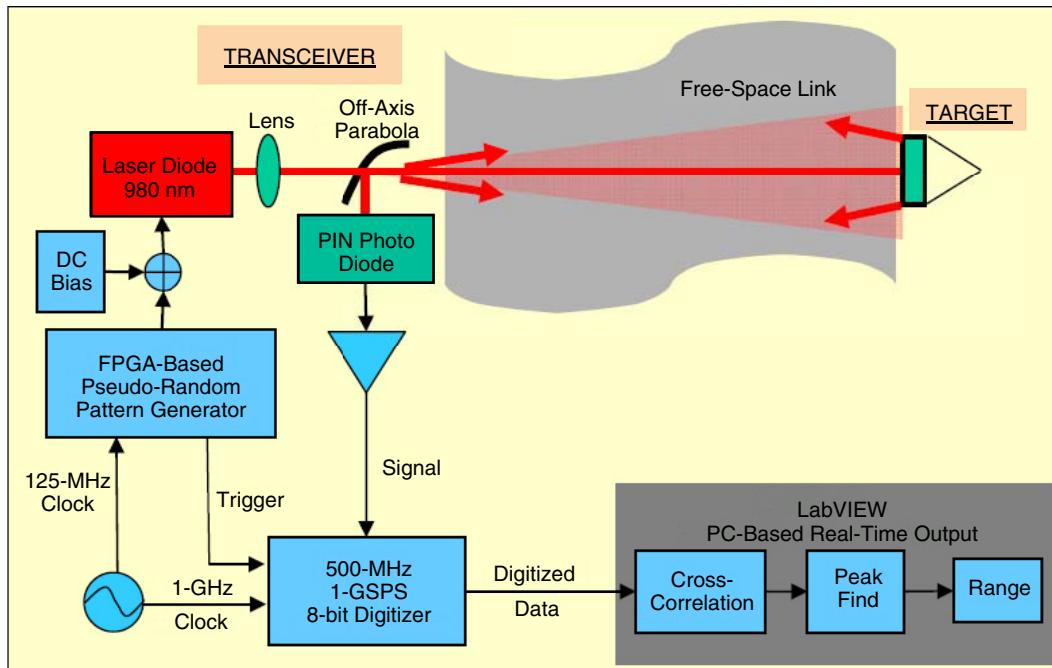 TRANSCEIVER
Off-Axis
Parabola
Lens
Free-Space Link
TARGET
Laser Diode
980 nm
PIN Photo
Diode
DC
Bias
FPGA-Based
Pseudo-Random
Pattern Generator
125-MHz
Clock
Trigger
Signal
1-GHz
Clock
500-MHz
1-GSPS
8-bit Digitizer
Digitized
Data
LabVIEW
PC-Based Real-Time Output
Cross-
Correlation
Peak
Find
Range